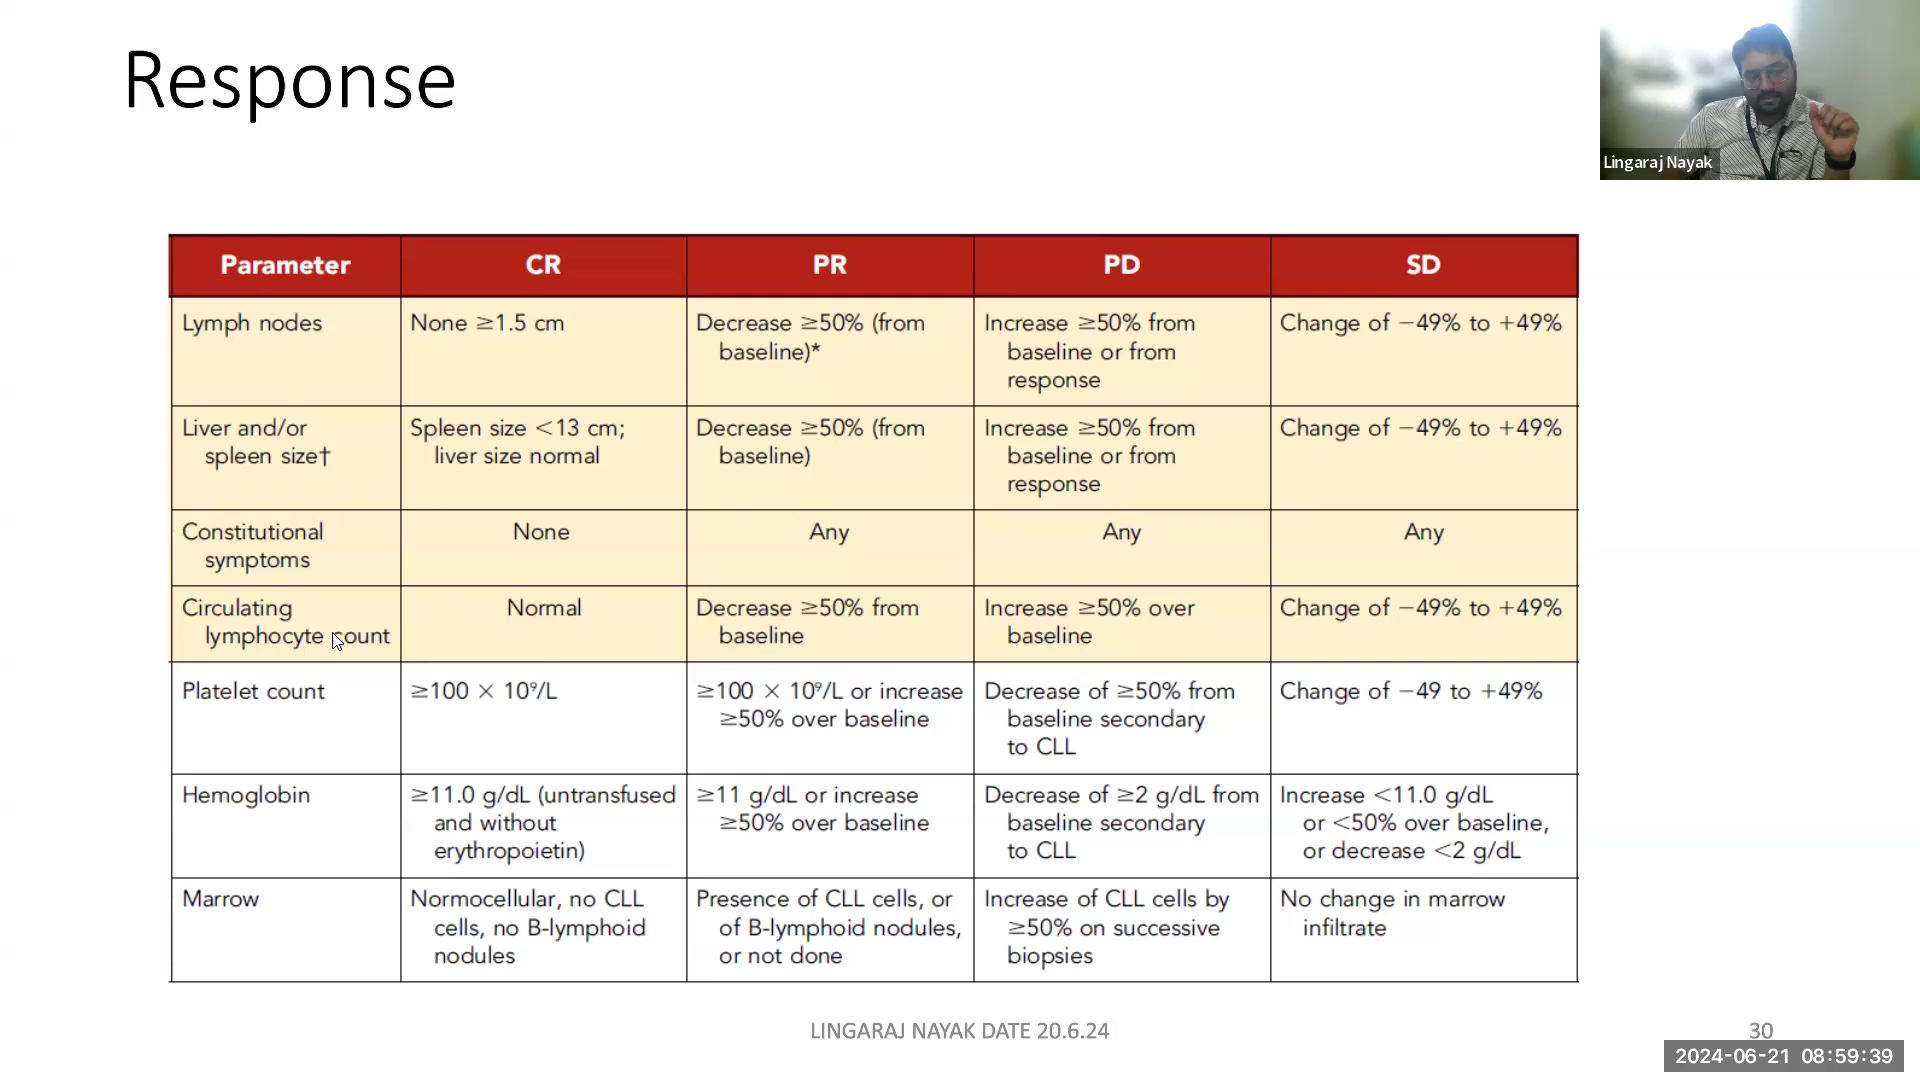 Response
Lingaraj Nayak
Parameter CR PR PD SD
Lymph nodes
None ≥1.5 cm
Decrease ≥50% (from
baseline)*
Increase ≥50% from
baseline or from
response
Change of −49% to +49%
Liver and/or
spleen size†
Spleen size <13 cm;
liver size normal
Decrease ≥50% (from
baseline)
Increase ≥50% from
baseline or from
response
Change of −49% to +49%
Constitutional
symptoms
None
Any
Any
Any
Circulating
lymphocyte count
Normal
Decrease ≥50% from
baseline
Increase ≥50% over
baseline
Change of −49% to +49%
Platelet count
≥100 × 10⁹/L
≥100 × 10⁹/L or increase
≥50% over baseline
Decrease of ≥50% from
baseline secondary
to CLL
Change of −49 to +49%
Hemoglobin
≥11.0 g/dL (untransfused
and without
erythropoietin)
≥11 g/dL or increase
≥50% over baseline
Decrease of ≥2 g/dL from
baseline secondary
to CLL
Increase <11.0 g/dL
or <50% over baseline,
or decrease <2 g/dL
Marrow
Normocellular, no CLL
cells, no B-lymphoid
nodules
Presence of CLL cells, or
of B-lymphoid nodules,
or not done
Increase of CLL cells by
≥50% on successive
biopsies
No change in marrow
infiltrate
LINGARAJ NAYAK DATE 20.6.24
30
2024-06-21 08:59:39